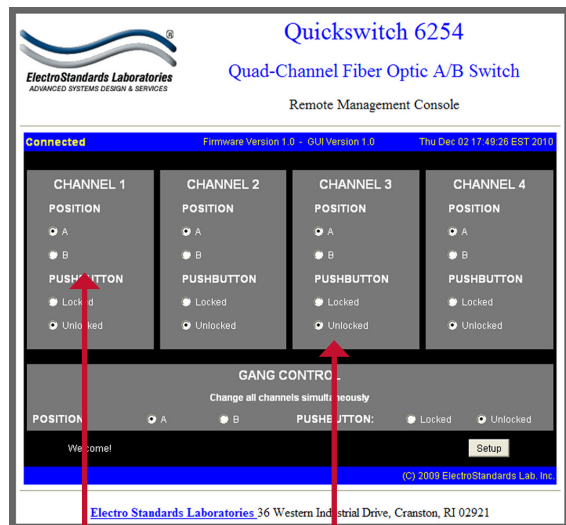 ®
ElectroStandards Laboratories
ADVANCED SYSTEMS DESIGN & SERVICES
Quickswitch 6254
Quad-Channel Fiber Optic A/B Switch
Remote Management Console
Connected Firmware Version 1.0 - GUI Version 1.0 Thu Dec 02 17:49:26 EST 2010
CHANNEL 1
POSITION
A
B
PUSHBUTTON
Locked
Unlocked
CHANNEL 2
POSITION
A
B
PUSHBUTTON
Locked
Unlocked
CHANNEL 3
POSITION
A
B
PUSHBUTTON
Locked
Unlocked
CHANNEL 4
POSITION
A
B
PUSHBUTTON
Locked
Unlocked
GANG CONTROL
Change all channels simultaneously
POSITION: A B PUSHBUTTON: Locked Unlocked
Welcome! Setup
(C) 2009 ElectroStandards Lab. Inc.
Electro Standards Laboratories 36 Western Industrial Drive, Cranston, RI 02921